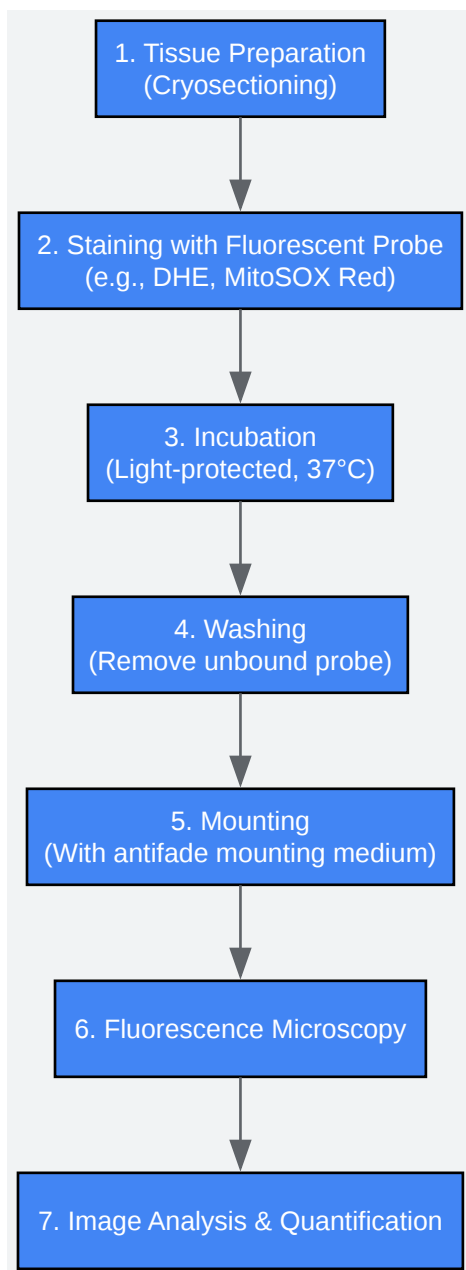 1. Tissue Preparation
(Cryosectioning)
2. Staining with Fluorescent Probe
(e.g., DHE, MitoSOX Red)
3. Incubation
(Light-protected, 37°C)
4. Washing
(Remove unbound probe)
5. Mounting
(With antifade mounting medium)
6. Fluorescence Microscopy
7. Image Analysis & Quantification